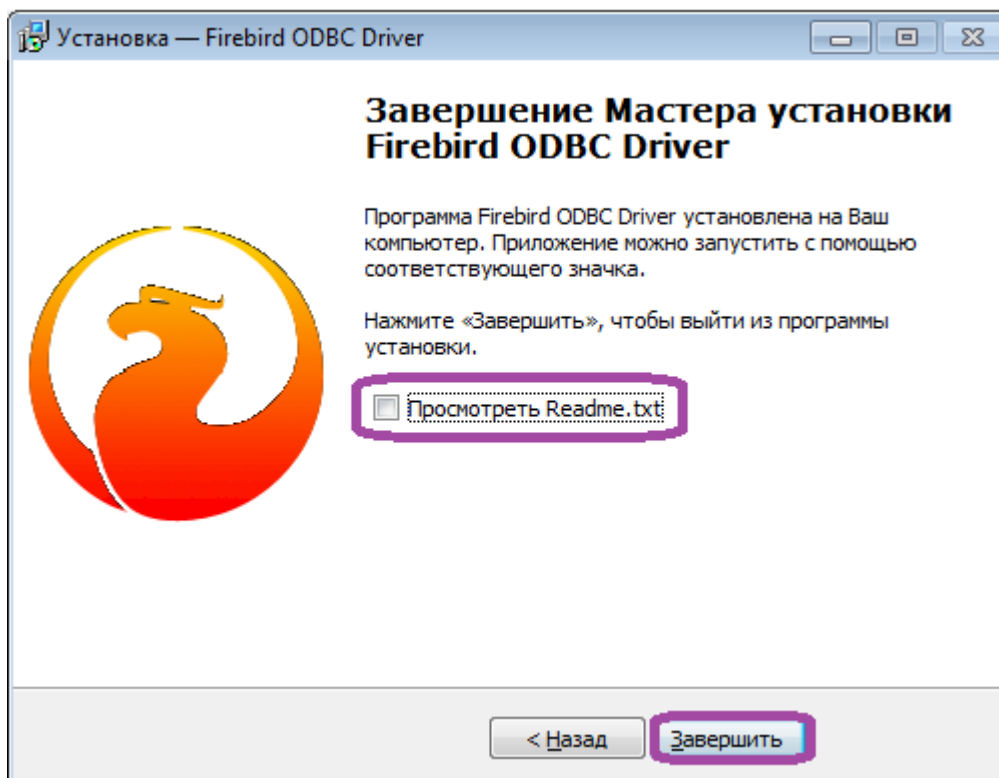 Установка — Firebird ODBC Driver
Завершение Мастера установки
Firebird ODBC Driver
Программа Firebird ODBC Driver установлена на Ваш
компьютер. Приложение можно запустить с помощью
соответствующего значка.
Нажмите «Завершить», чтобы выйти из программы
установки.
Просмотреть Readme.txt
< Назад
Завершить